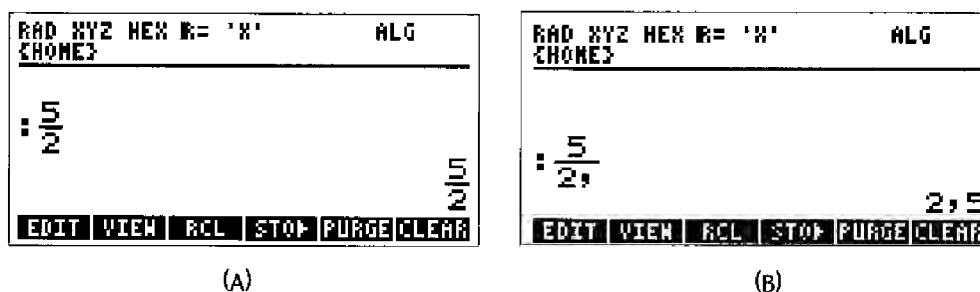 RAD XYZ HEX R= 'X' ALG
{HOME}
:5/2
5/2
EDIT VIEW RCL STO▶ PURGE CLEAR
(A)
RAD XYZ HEX R= 'X' ALG
{HOME}
:5/2,
2,5
EDIT VIEW RCL STO▶ PURGE CLEAR
(B)